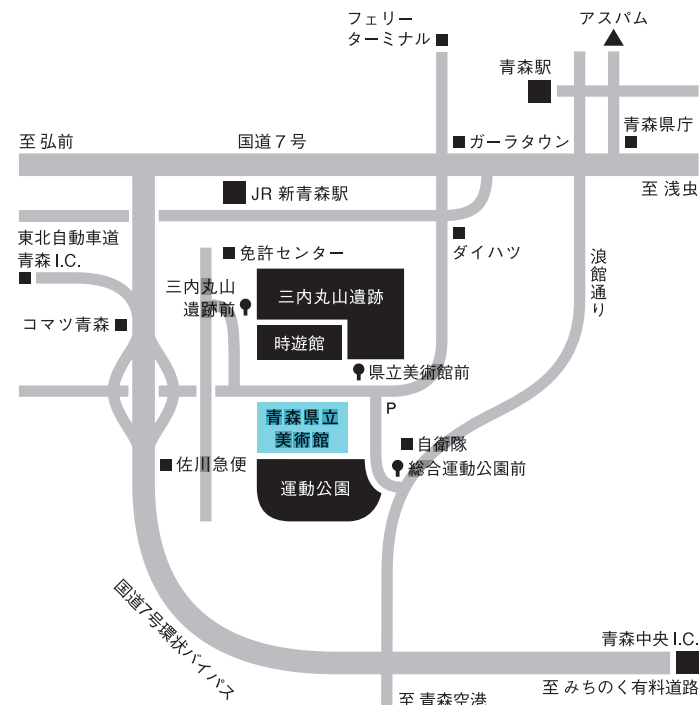 フェリー
ターミナル
アスパム
青森駅
青森県庁
至 弘前
国道７号
ガーラタウン
至 浅虫
JR 新青森駅
東北自動車道
青森 I.C.
免許センター
ダイハツ
浪館通り
三内丸山
遺跡前
三内丸山遺跡
コマツ青森
時遊館
県立美術館前
P
青森県立
美術館
自衛隊
佐川急便
総合運動公園前
運動公園
国道7号環状バイパス
青森中央 I.C.
至 みちのく有料道路
至 青森空港